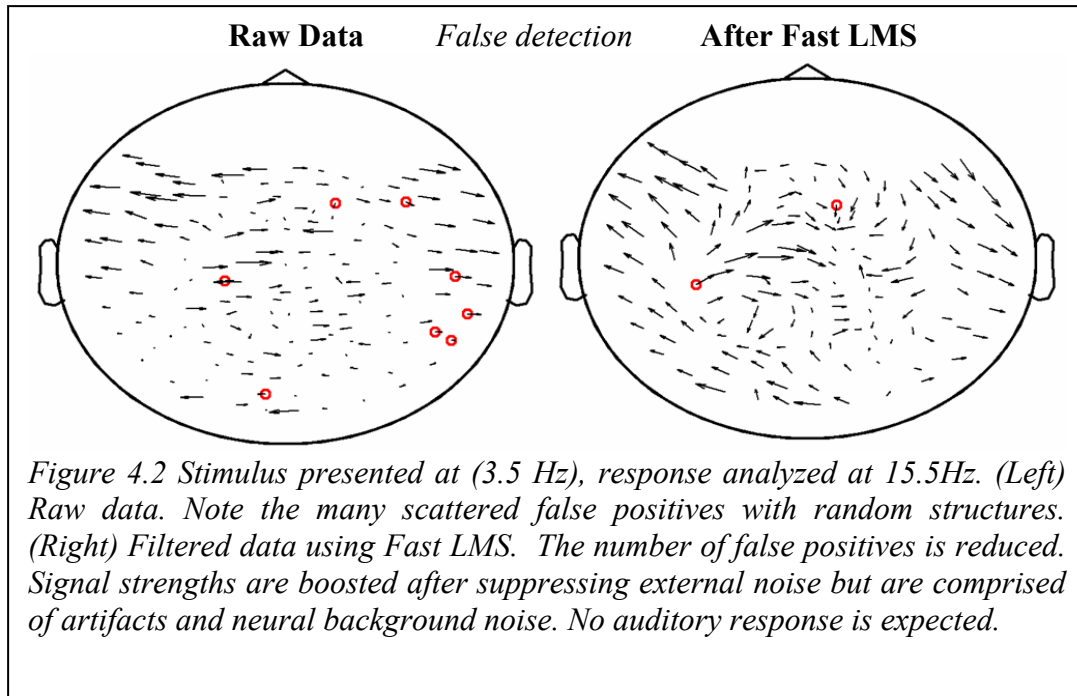 Raw Data False detection After Fast LMS
Figure 4.2 Stimulus presented at (3.5 Hz), response analyzed at 15.5Hz. (Left)
Raw data. Note the many scattered false positives with random structures.
(Right) Filtered data using Fast LMS. The number of false positives is reduced.
Signal strengths are boosted after suppressing external noise but are comprised
of artifacts and neural background noise. No auditory response is expected.